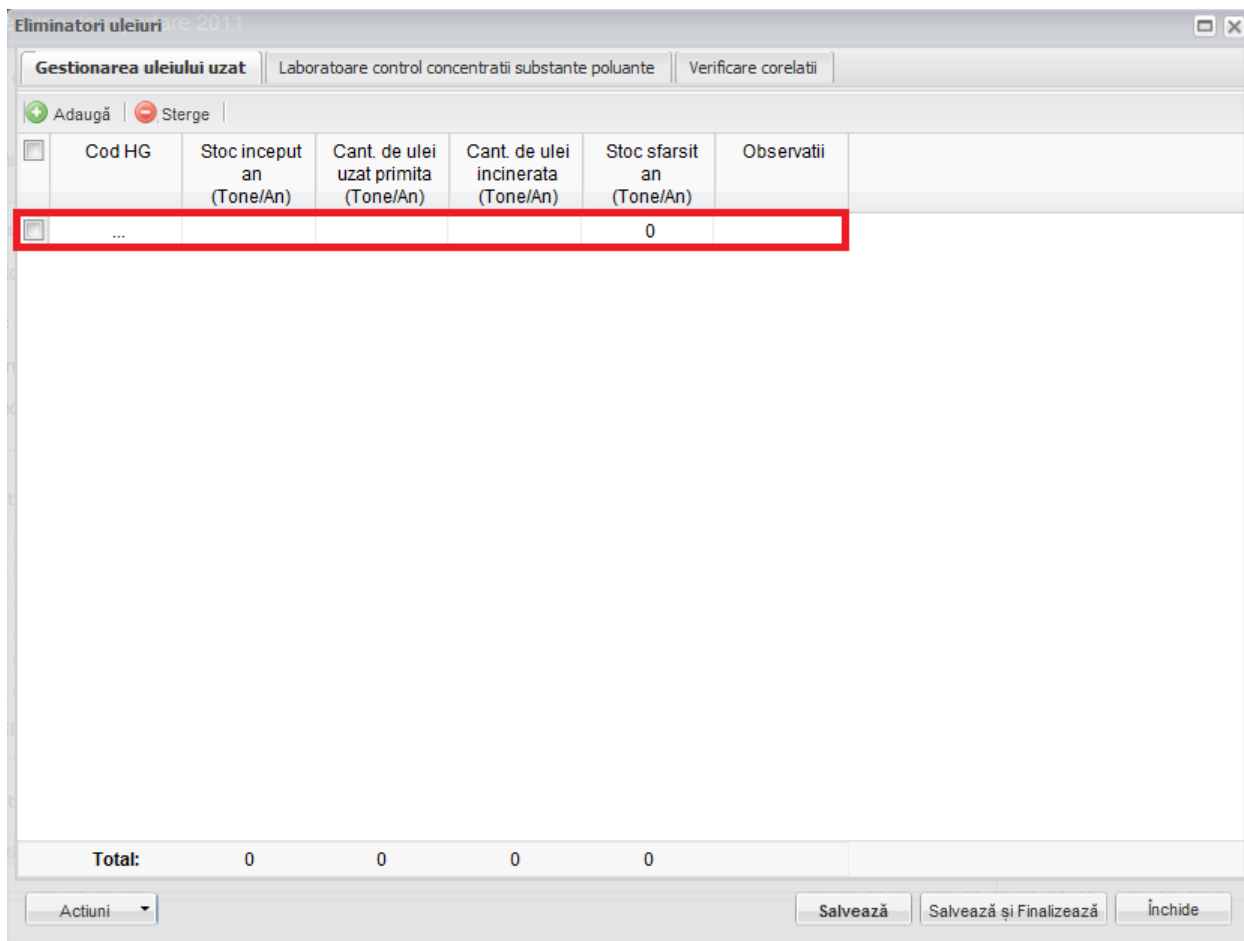 Eliminatori uleiuri
Gestionarea uleiului uzat Laboratoare control concentratii substante poluante Verificare corelatii
Adaugă Sterge
Cod HG Stoc inceput an (Tone/An) Cant. de ulei uzat primita (Tone/An) Cant. de ulei incinerata (Tone/An) Stoc sfarsit an (Tone/An) Observatii
... 0
Total: 0 0 0 0
Actiuni Salvează Salvează și Finalizează Închide